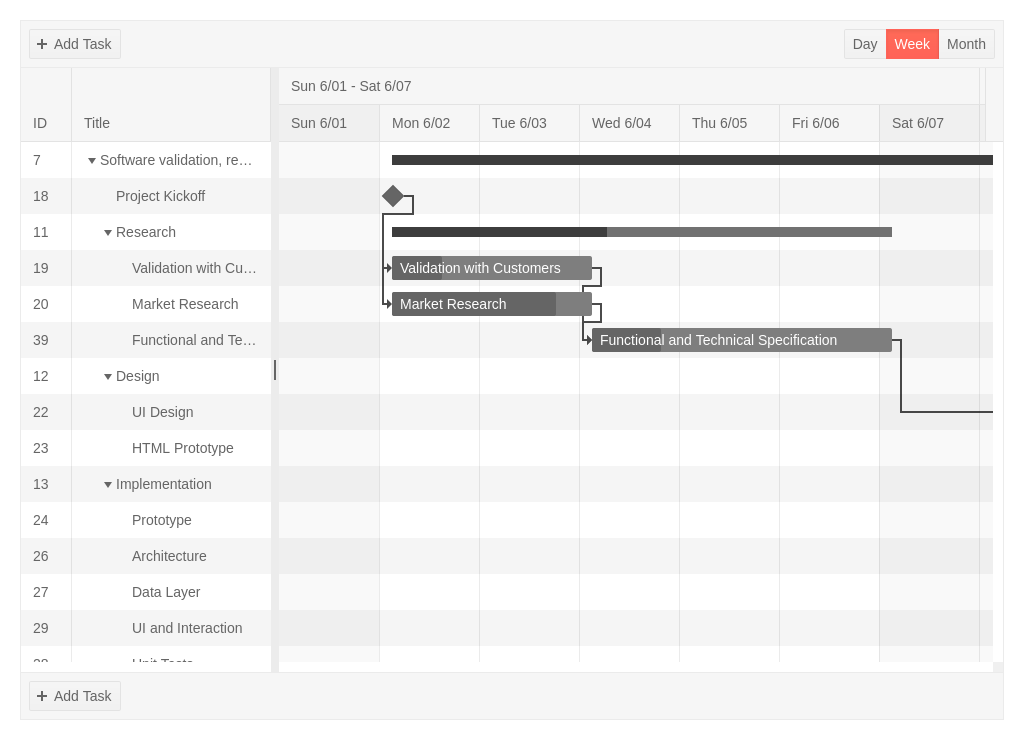 Add Task
Day Week Month
Sun 6/01 - Sat 6/07
ID Title Sun 6/01 Mon 6/02 Tue 6/03 Wed 6/04 Thu 6/05 Fri 6/06 Sat 6/07
7 Software validation, re…
18 Project Kickoff
11 Research
19 Validation with Cu… Validation with Customers
20 Market Research Market Research
39 Functional and Te… Functional and Technical Specification
12 Design
22 UI Design
23 HTML Prototype
13 Implementation
24 Prototype
26 Architecture
27 Data Layer
29 UI and Interaction
Add Task